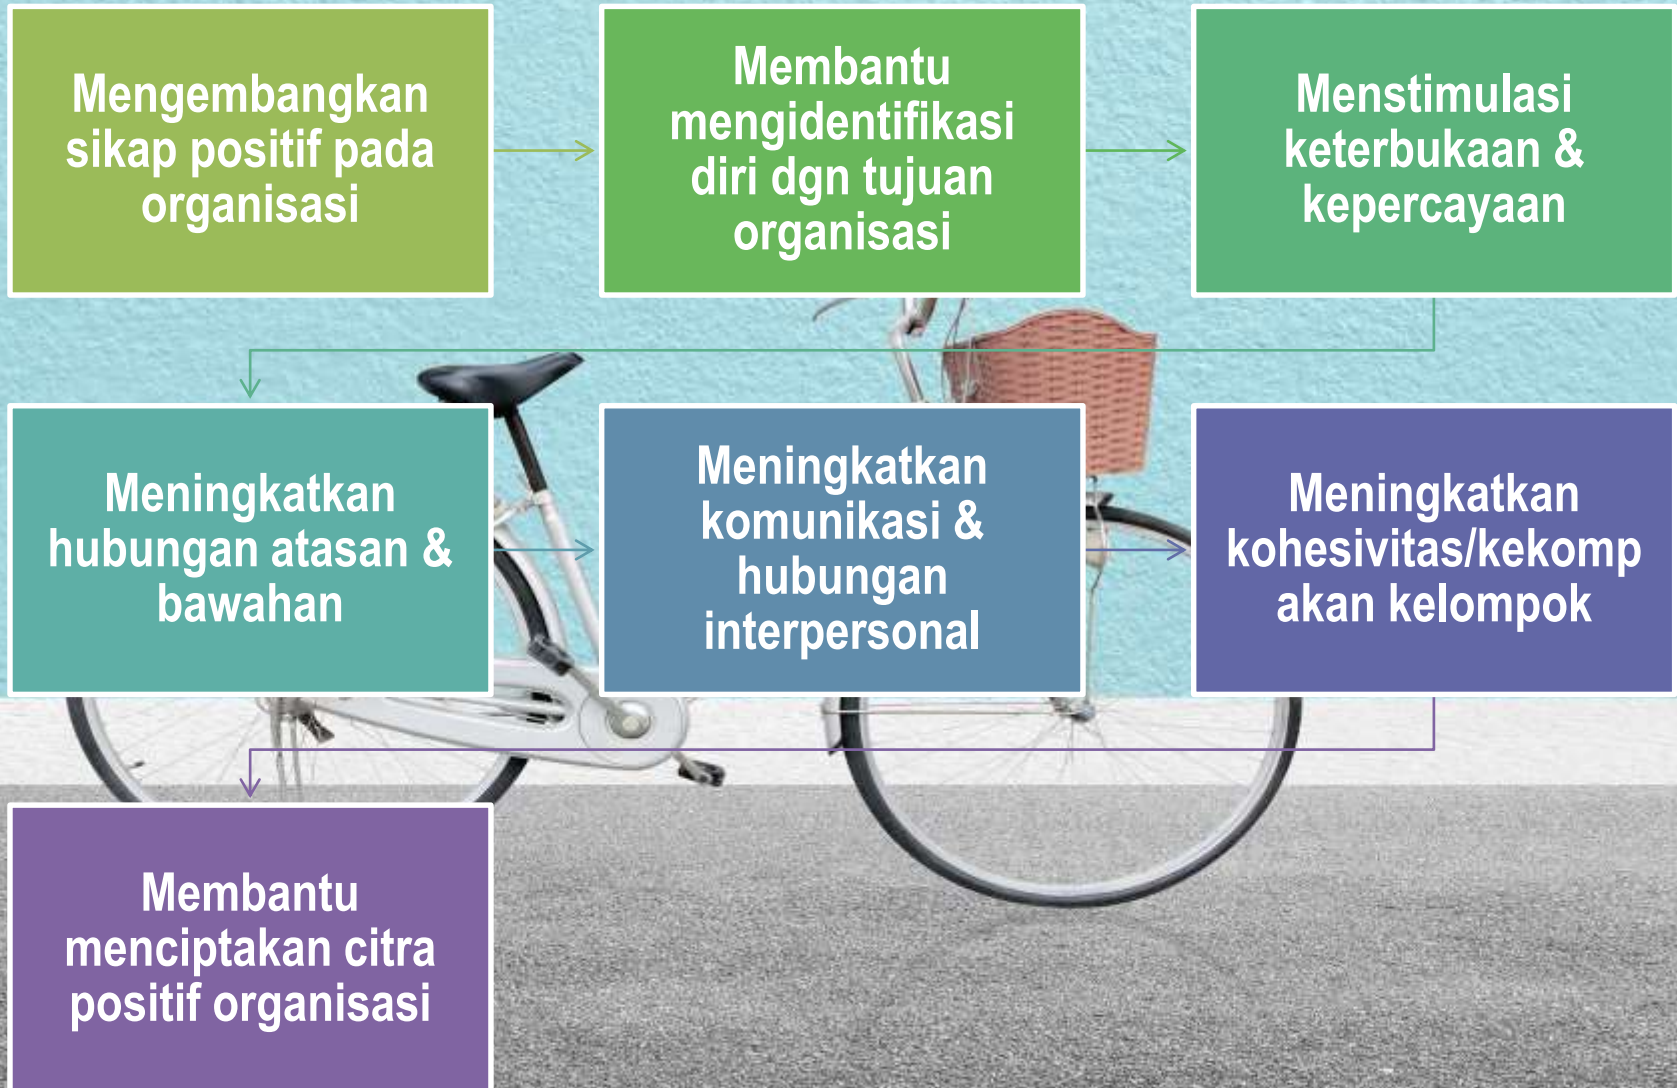 Mengembangkan
sikap positif pada
organisasi
Membantu
mengidentifikasi
diri dgn tujuan
organisasi
Menstimulasi
keterbukaan &
kepercayaan
Meningkatkan
hubungan atasan &
bawahan
Meningkatkan
komunikasi &
hubungan
interpersonal
Meningkatkan
kohesivitas/kekomp
akan kelompok
Membantu
menciptakan citra
positif organisasi